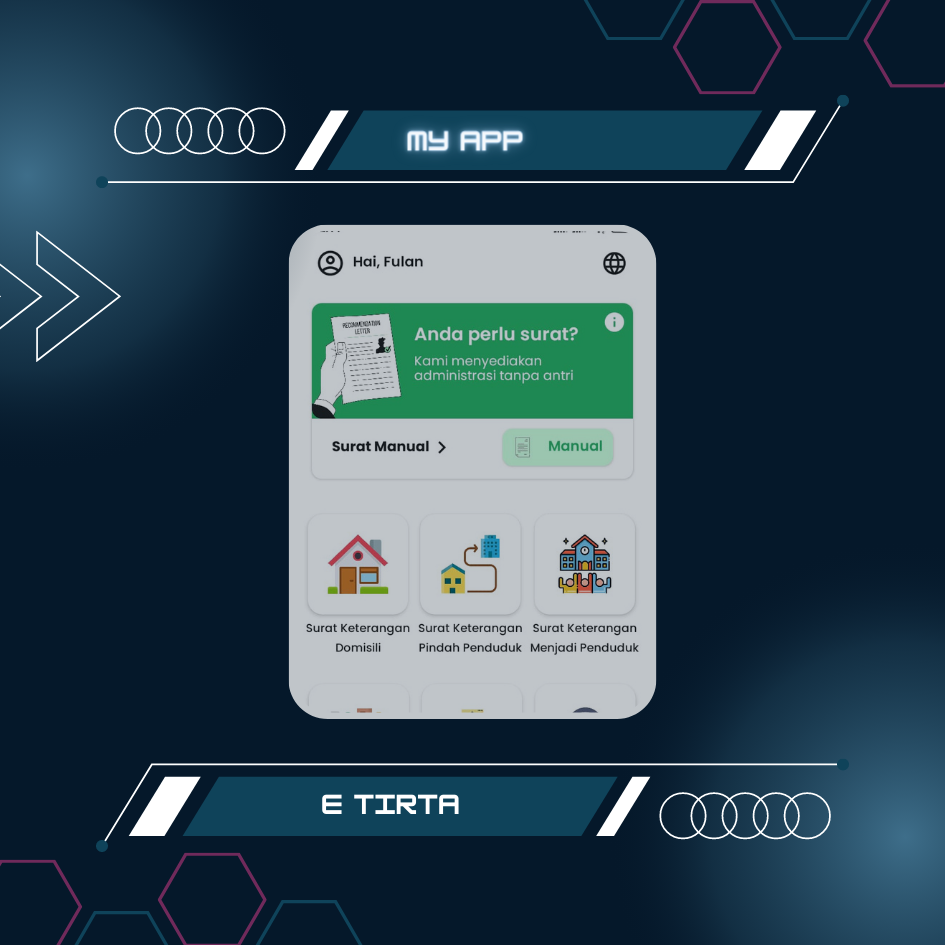 MY APP
Hai, Fulan
RECOMMENDATION
LETTER
Anda perlu surat?
Kami menyediakan
administrasi tanpa antri
Surat Manual
Manual
Surat Keterangan
Domisili
Surat Keterangan
Pindah Penduduk
Surat Keterangan
Menjadi Penduduk
E TIRTA